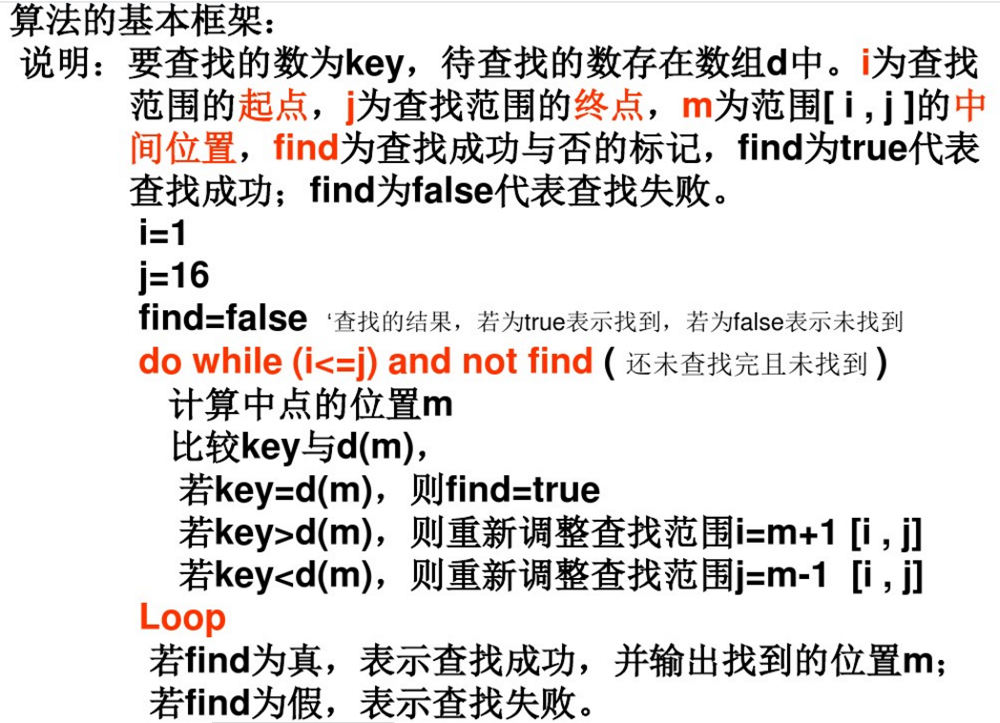 算法的基本框架：
说明：要查找的数为key，待查找的数存在数组d中。i为查找
范围的起点，j为查找范围的终点，m为范围[ i , j ]的中
间位置，find为查找成功与否的标记，find为true代表
查找成功；find为false代表查找失败。
i=1
j=16
find=false ‘查找的结果，若为true表示找到，若为false表示未找到
do while (i<=j) and not find ( 还未查找完且未找到 )
计算中点的位置m
比较key与d(m)，
若key=d(m)，则find=true
若key>d(m)，则重新调整查找范围i=m+1 [i , j]
若key<d(m)，则重新调整查找范围j=m-1 [i , j]
Loop
若find为真，表示查找成功，并输出找到的位置m；
若find为假，表示查找失败。